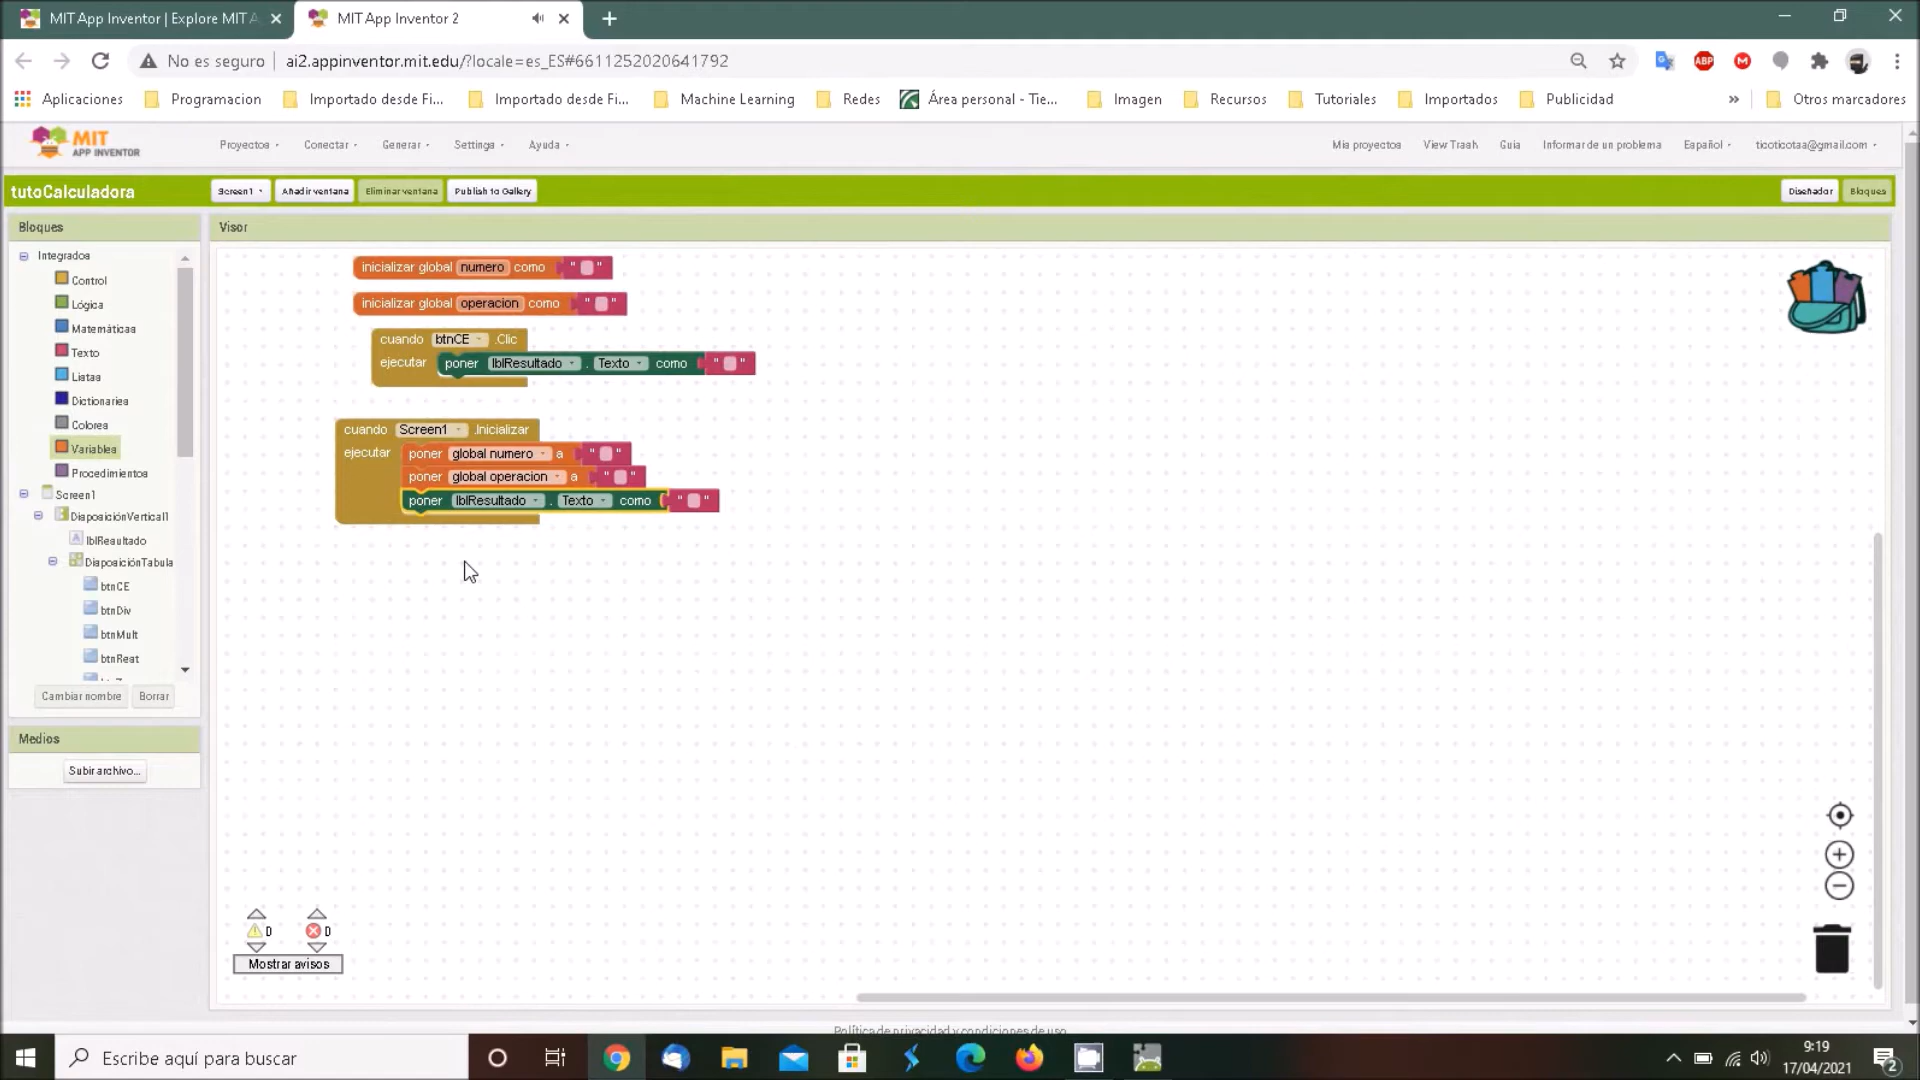 MIT App Inventor | Explore MIT A
MIT App Inventor 2
No es seguro
ai2.appinventor.mit.edu/?locale=es_ES#6611252020641792
ABP
Aplicaciones
Programacion
Importado desde Fi...
Importado desde Fi...
Machine Learning
Redes
Área personal - Tie...
Imagen
Recursos
Tutoriales
Importados
Publicidad
»
Otros marcadores
MIT
APP INVENTOR
Proyectos
Conectar
Generar
Settings
Ayuda
Mis proyectos
View Trash
Guia
Informar de un problema
Español
ticoticotaa@gmail.com
tutoCalculadora
Screen1
Añadir ventana
Eliminar ventana
Publish to Gallery
Diseñador
Bloques
Bloques
Visor
Integrados
Control
Lógica
Matemáticas
Texto
Listas
Dictionaries
Colores
Variables
Procedimientos
Screen1
DisposiciónVertical1
lblResultado
DisposiciónTabula
btnCE
btnDiv
btnMult
btnRest
Cambiar nombre
Borrar
Medios
Subir archivo...
inicializar global numero como " "
inicializar global operacion como " "
cuando btnCE .Clic
ejecutar poner lblResultado . Texto como " "
cuando Screen1 .Inicializar
ejecutar poner global numero a " "
poner global operacion a " "
poner lblResultado . Texto como " "
0
0
Mostrar avisos
Política de privacidad y condiciones de uso
Escribe aquí para buscar
9:19
17/04/2021
2